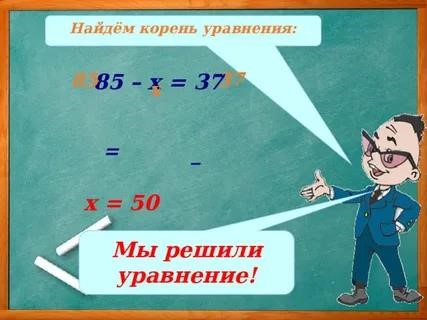 Найдём корень уравнения:
85 – х = 37
=
–
х = 50
Мы решили
уравнение!